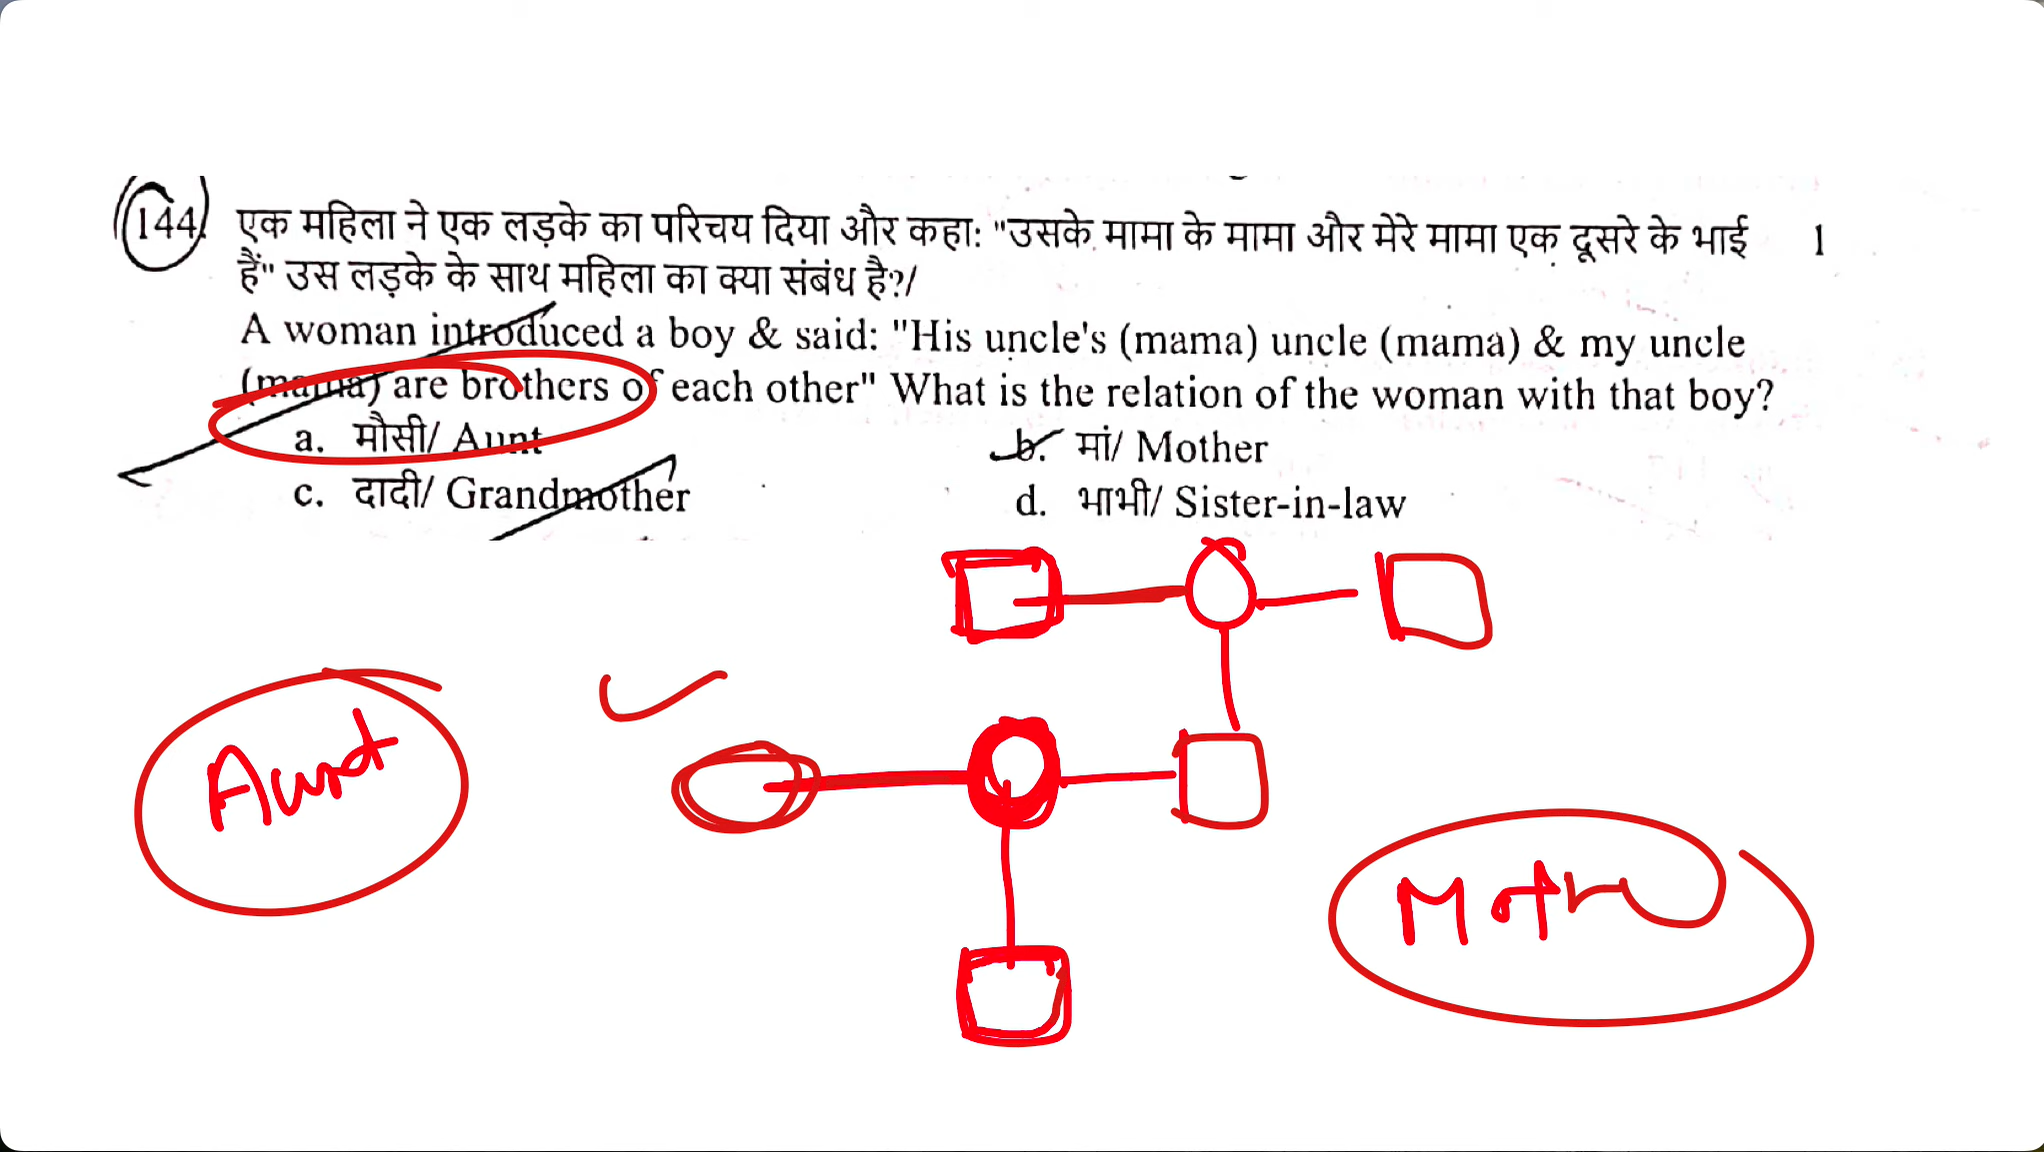 144. एक महिला ने एक लड़के का परिचय दिया और कहा: "उसके मामा के मामा और मेरे मामा एक दूसरे के भाई 1
हैं" उस लड़के के साथ महिला का क्या संबंध है?/
A woman introduced a boy & said: "His uncle's (mama) uncle (mama) & my uncle
(mama) are brothers of each other" What is the relation of the woman with that boy?
a. मौसी/ Aunt b. मां/ Mother
c. दादी/ Grandmother d. भाभी/ Sister-in-law
Aunt